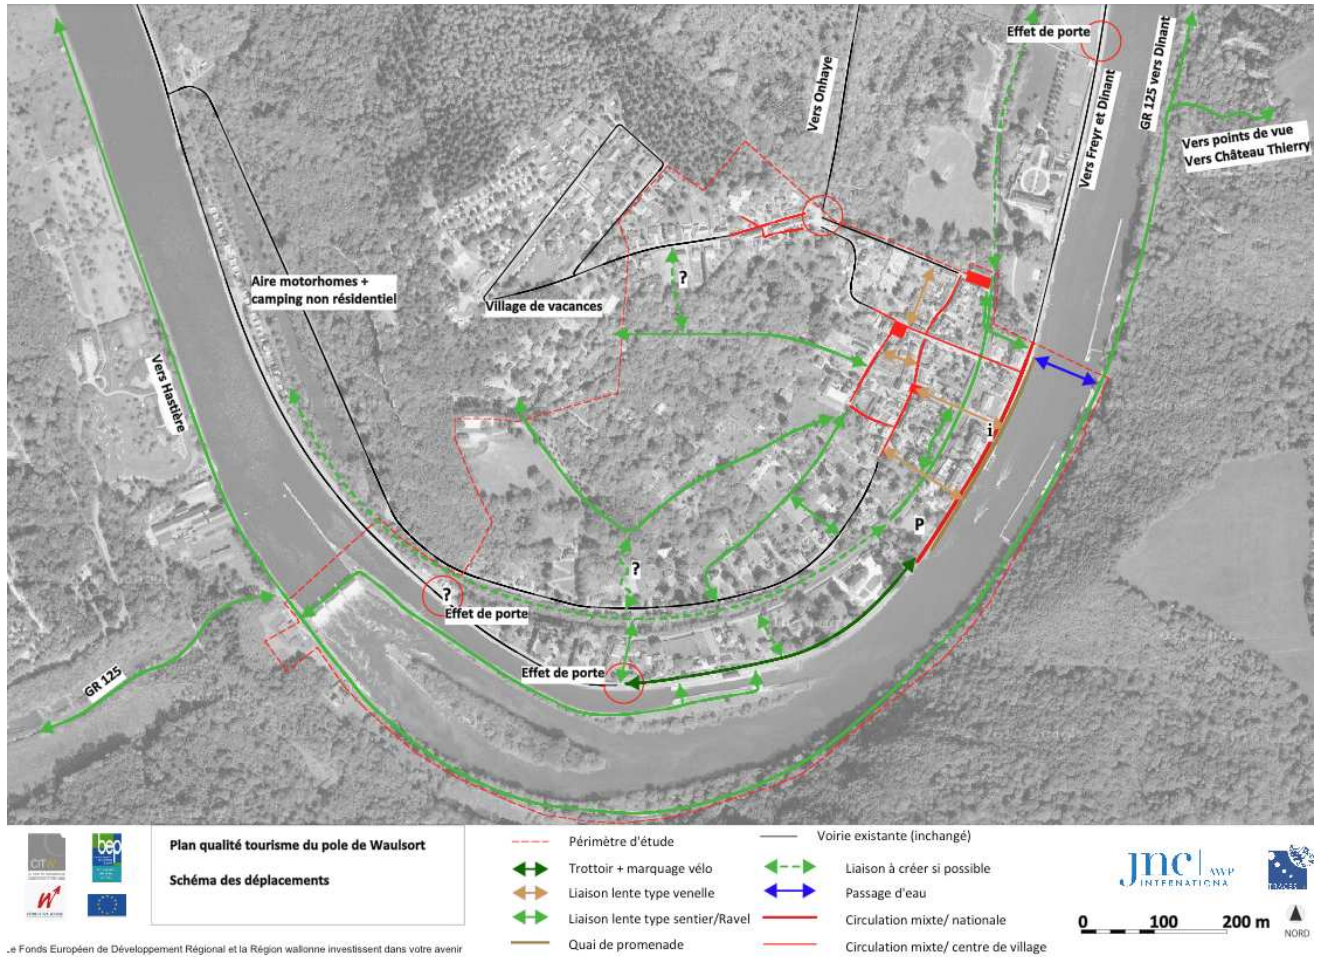 Effet de porte
Vers Onhaye
Vers Freyr et Dinant
GR 125 vers Dinant
Vers points de vue
Vers Château Thierry
Aire motorhomes +
camping non résidentiel
?
Village de vacances
Vers Hastière
i
P
?
?
Effet de porte
Effet de porte
GR 125
CITW
bep
Plan qualité tourisme du pole de Waulsort
Schéma des déplacements
Périmètre d'étude
Trottoir + marquage vélo
Liaison lente type venelle
Liaison lente type sentier/Ravel
Quai de promenade
Voirie existante (inchangé)
Liaison à créer si possible
Passage d'eau
Circulation mixte/ nationale
Circulation mixte/ centre de village
jnc AWP
INTERNATIONA
TRACES
0 100 200 m
NORD
.e Fonds Européen de Développement Régional et la Région wallonne investissent dans votre avenir